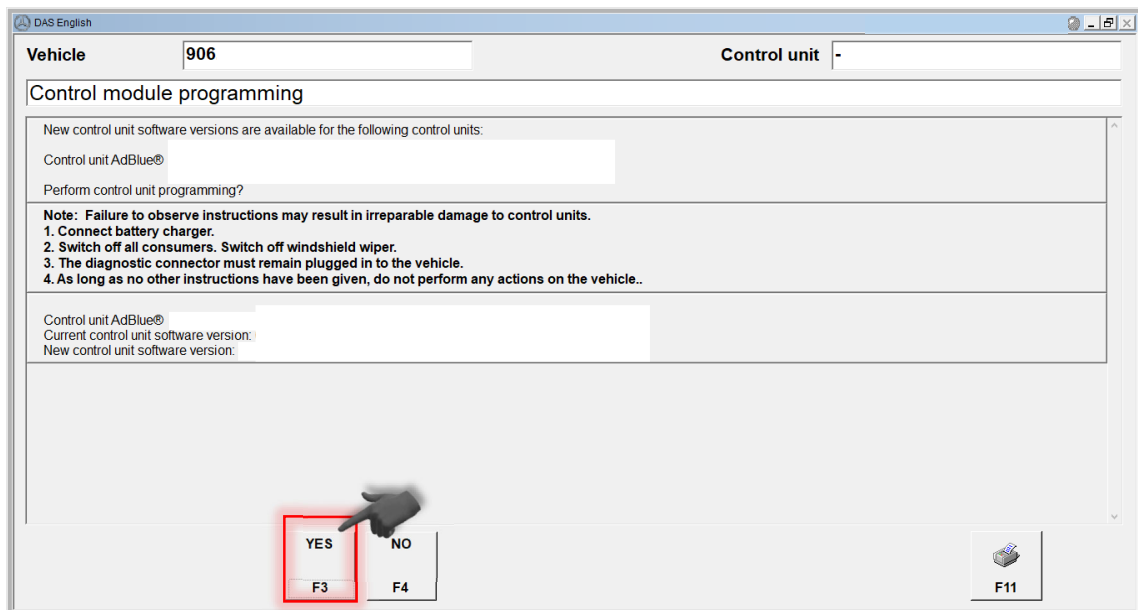 DAS English
Vehicle 906 Control unit -
Control module programming
New control unit software versions are available for the following control units:
Control unit AdBlue®
Perform control unit programming?
Note: Failure to observe instructions may result in irreparable damage to control units.
1. Connect battery charger.
2. Switch off all consumers. Switch off windshield wiper.
3. The diagnostic connector must remain plugged in to the vehicle.
4. As long as no other instructions have been given, do not perform any actions on the vehicle..
Control unit AdBlue®
Current control unit software version:
New control unit software version:
YES NO
F3 F4 F11